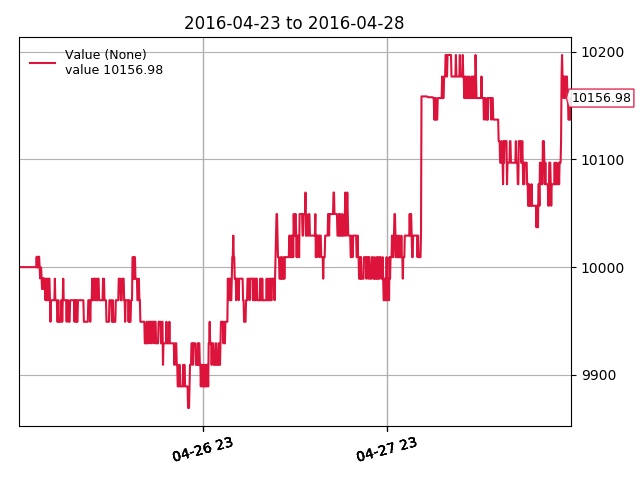 2016-04-23 to 2016-04-28
Value (None)
value 10156.98
10200
10156.98
10100
10000
9900
04-26 23
04-27 23